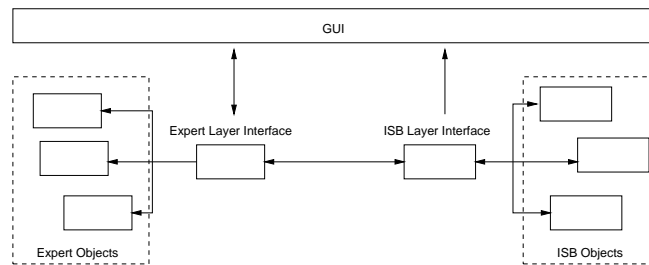 GUI
Expert Layer Interface
ISB Layer Interface
Expert Objects
ISB Objects